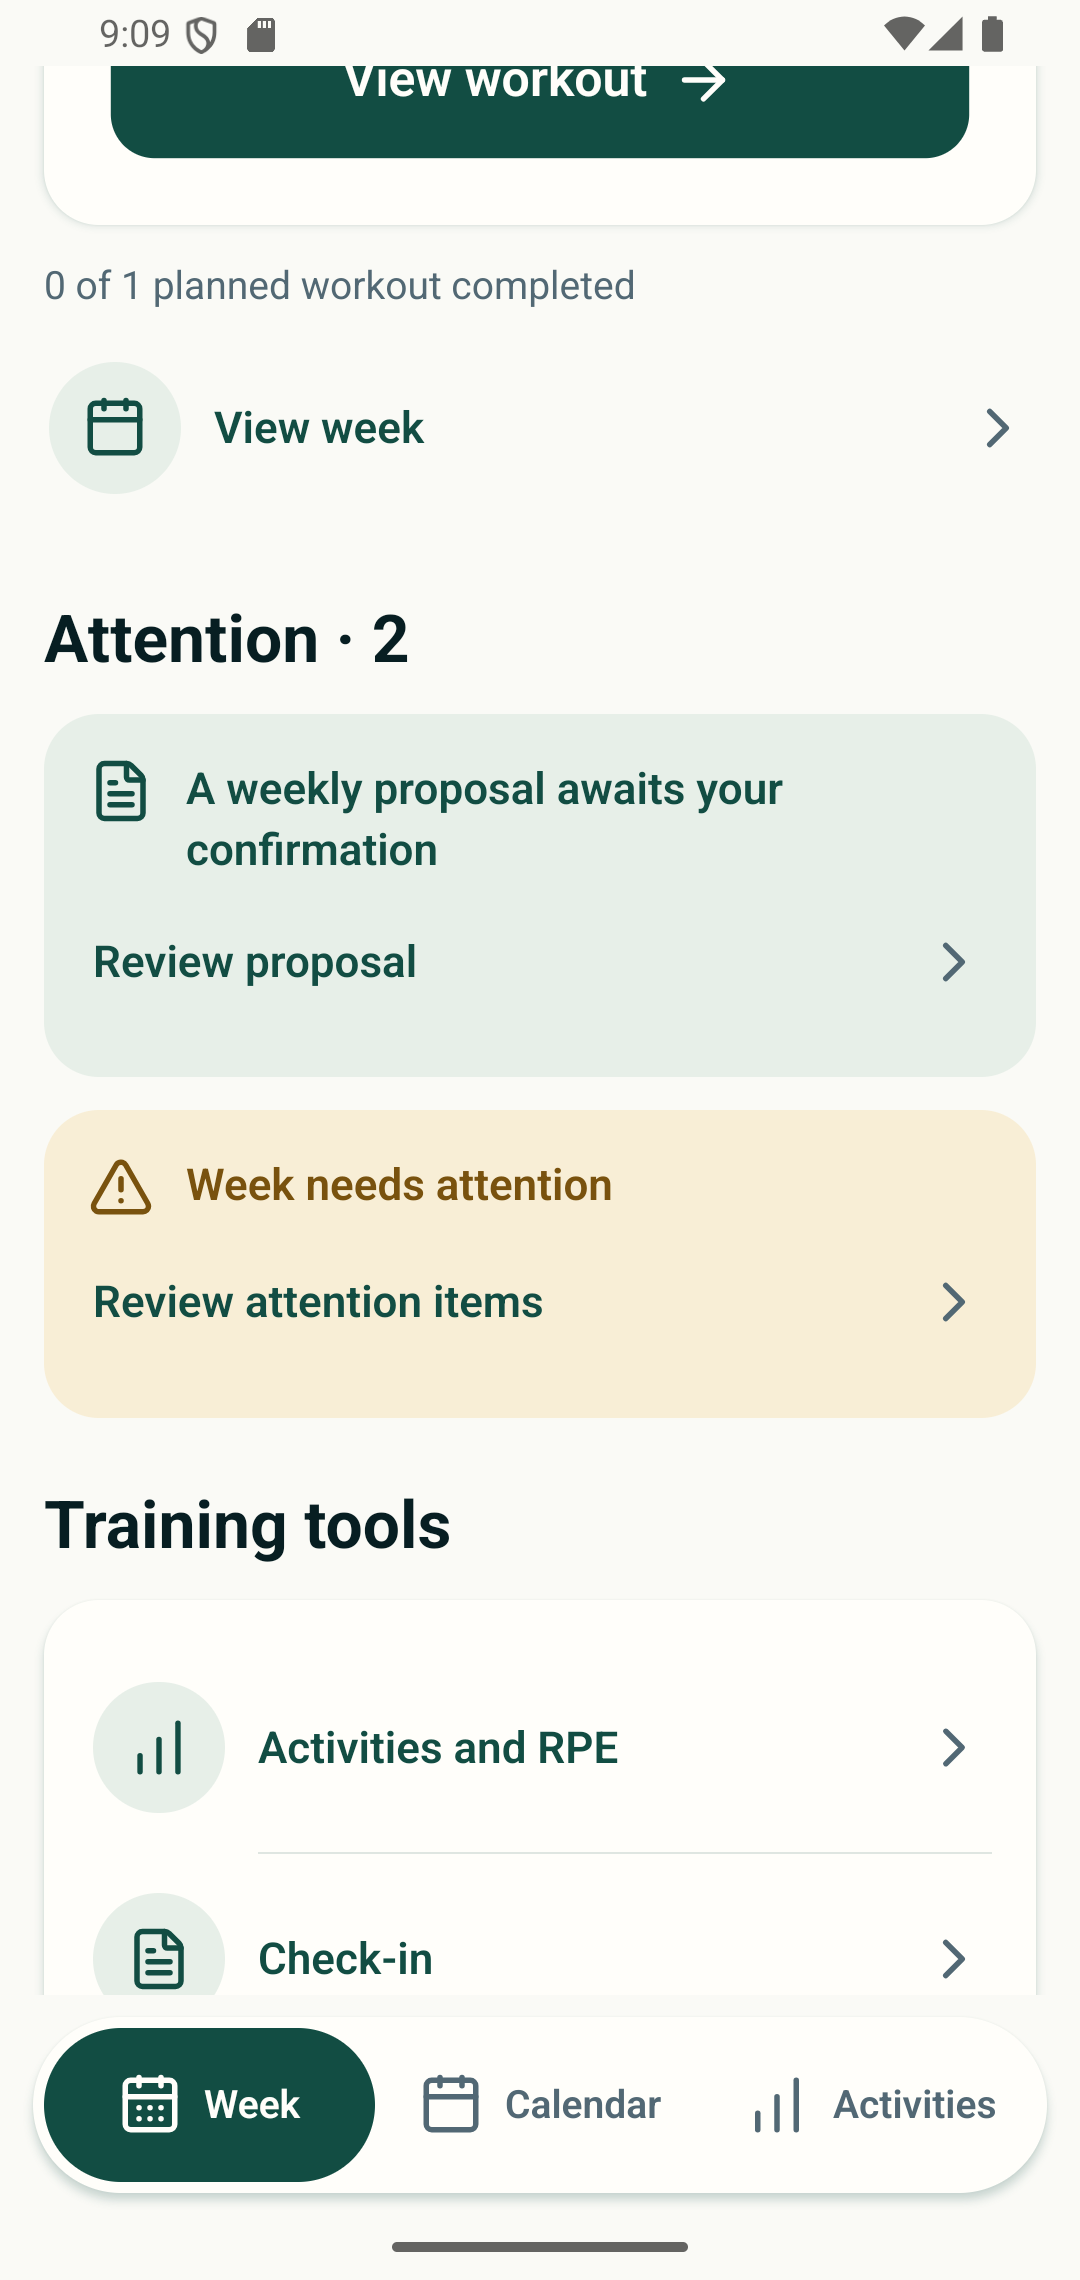 9:09
View workout
0 of 1 planned workout completed
View week
Attention · 2
A weekly proposal awaits your
confirmation
Review proposal
Week needs attention
Review attention items
Training tools
Activities and RPE
Check-in
Week
Calendar
Activities